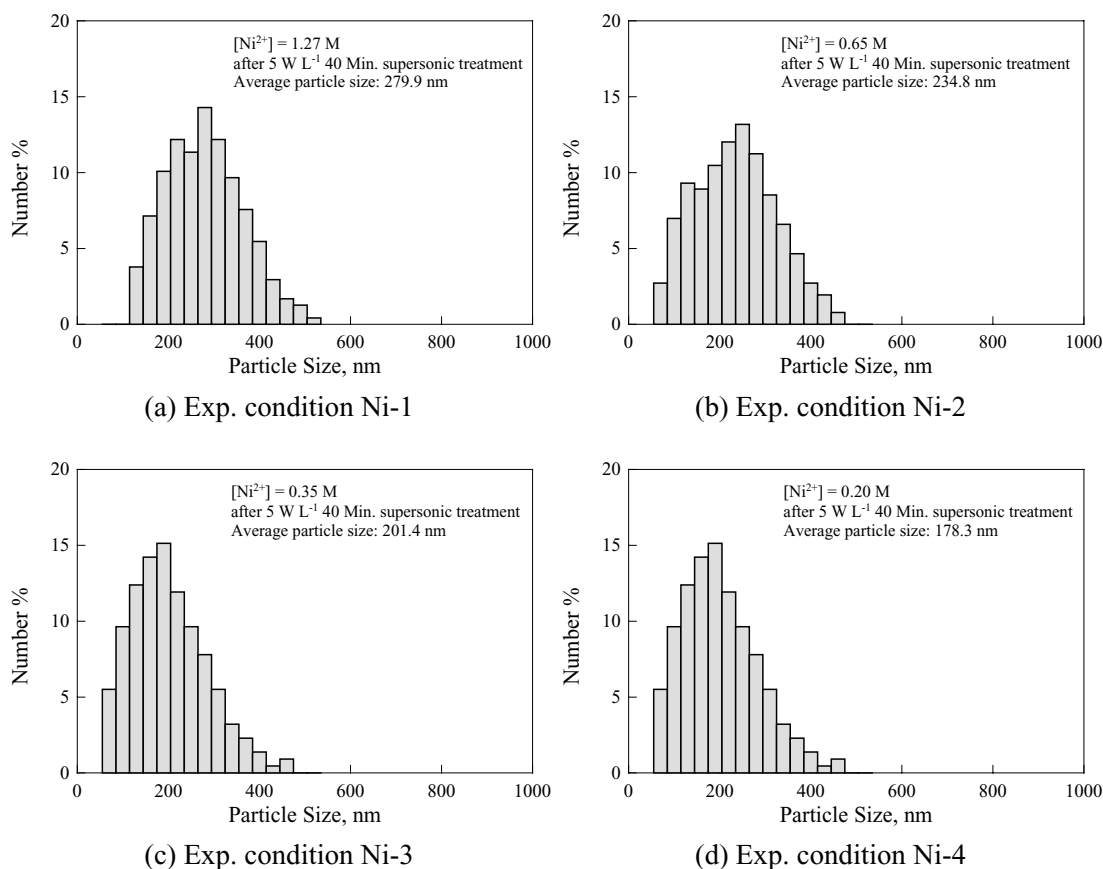 20
15
10
5
0
Number %
[Ni²⁺] = 1.27 M
after 5 W L⁻¹ 40 Min. supersonic treatment
Average particle size: 279.9 nm
0 200 400 600 800 1000
Particle Size, nm
(a) Exp. condition Ni-1
20
15
10
5
0
Number %
[Ni²⁺] = 0.65 M
after 5 W L⁻¹ 40 Min. supersonic treatment
Average particle size: 234.8 nm
0 200 400 600 800 1000
Particle Size, nm
(b) Exp. condition Ni-2
20
15
10
5
0
Number %
[Ni²⁺] = 0.35 M
after 5 W L⁻¹ 40 Min. supersonic treatment
Average particle size: 201.4 nm
0 200 400 600 800 1000
Particle Size, nm
(c) Exp. condition Ni-3
20
15
10
5
0
Number %
[Ni²⁺] = 0.20 M
after 5 W L⁻¹ 40 Min. supersonic treatment
Average particle size: 178.3 nm
0 200 400 600 800 1000
Particle Size, nm
(d) Exp. condition Ni-4